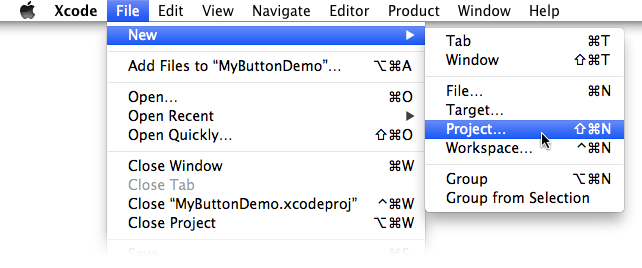 Xcode File Edit View Navigate Editor Product Window Help
New
Add Files to “MyButtonDemo”... ⌥⌘A
Open... ⌘O
Open Recent
Open Quickly... ⇧⌘O
Close Window ⌘W
Close Tab
Close “MyButtonDemo.xcodeproj” ^⌘W
Close Project ⌥⌘W
Save ⌘S
Tab ⌘T
Window ⇧⌘T
File... ⌘N
Target...
Project... ⇧⌘N
Workspace... ^⌘N
Group ⌥⌘N
Group from Selection